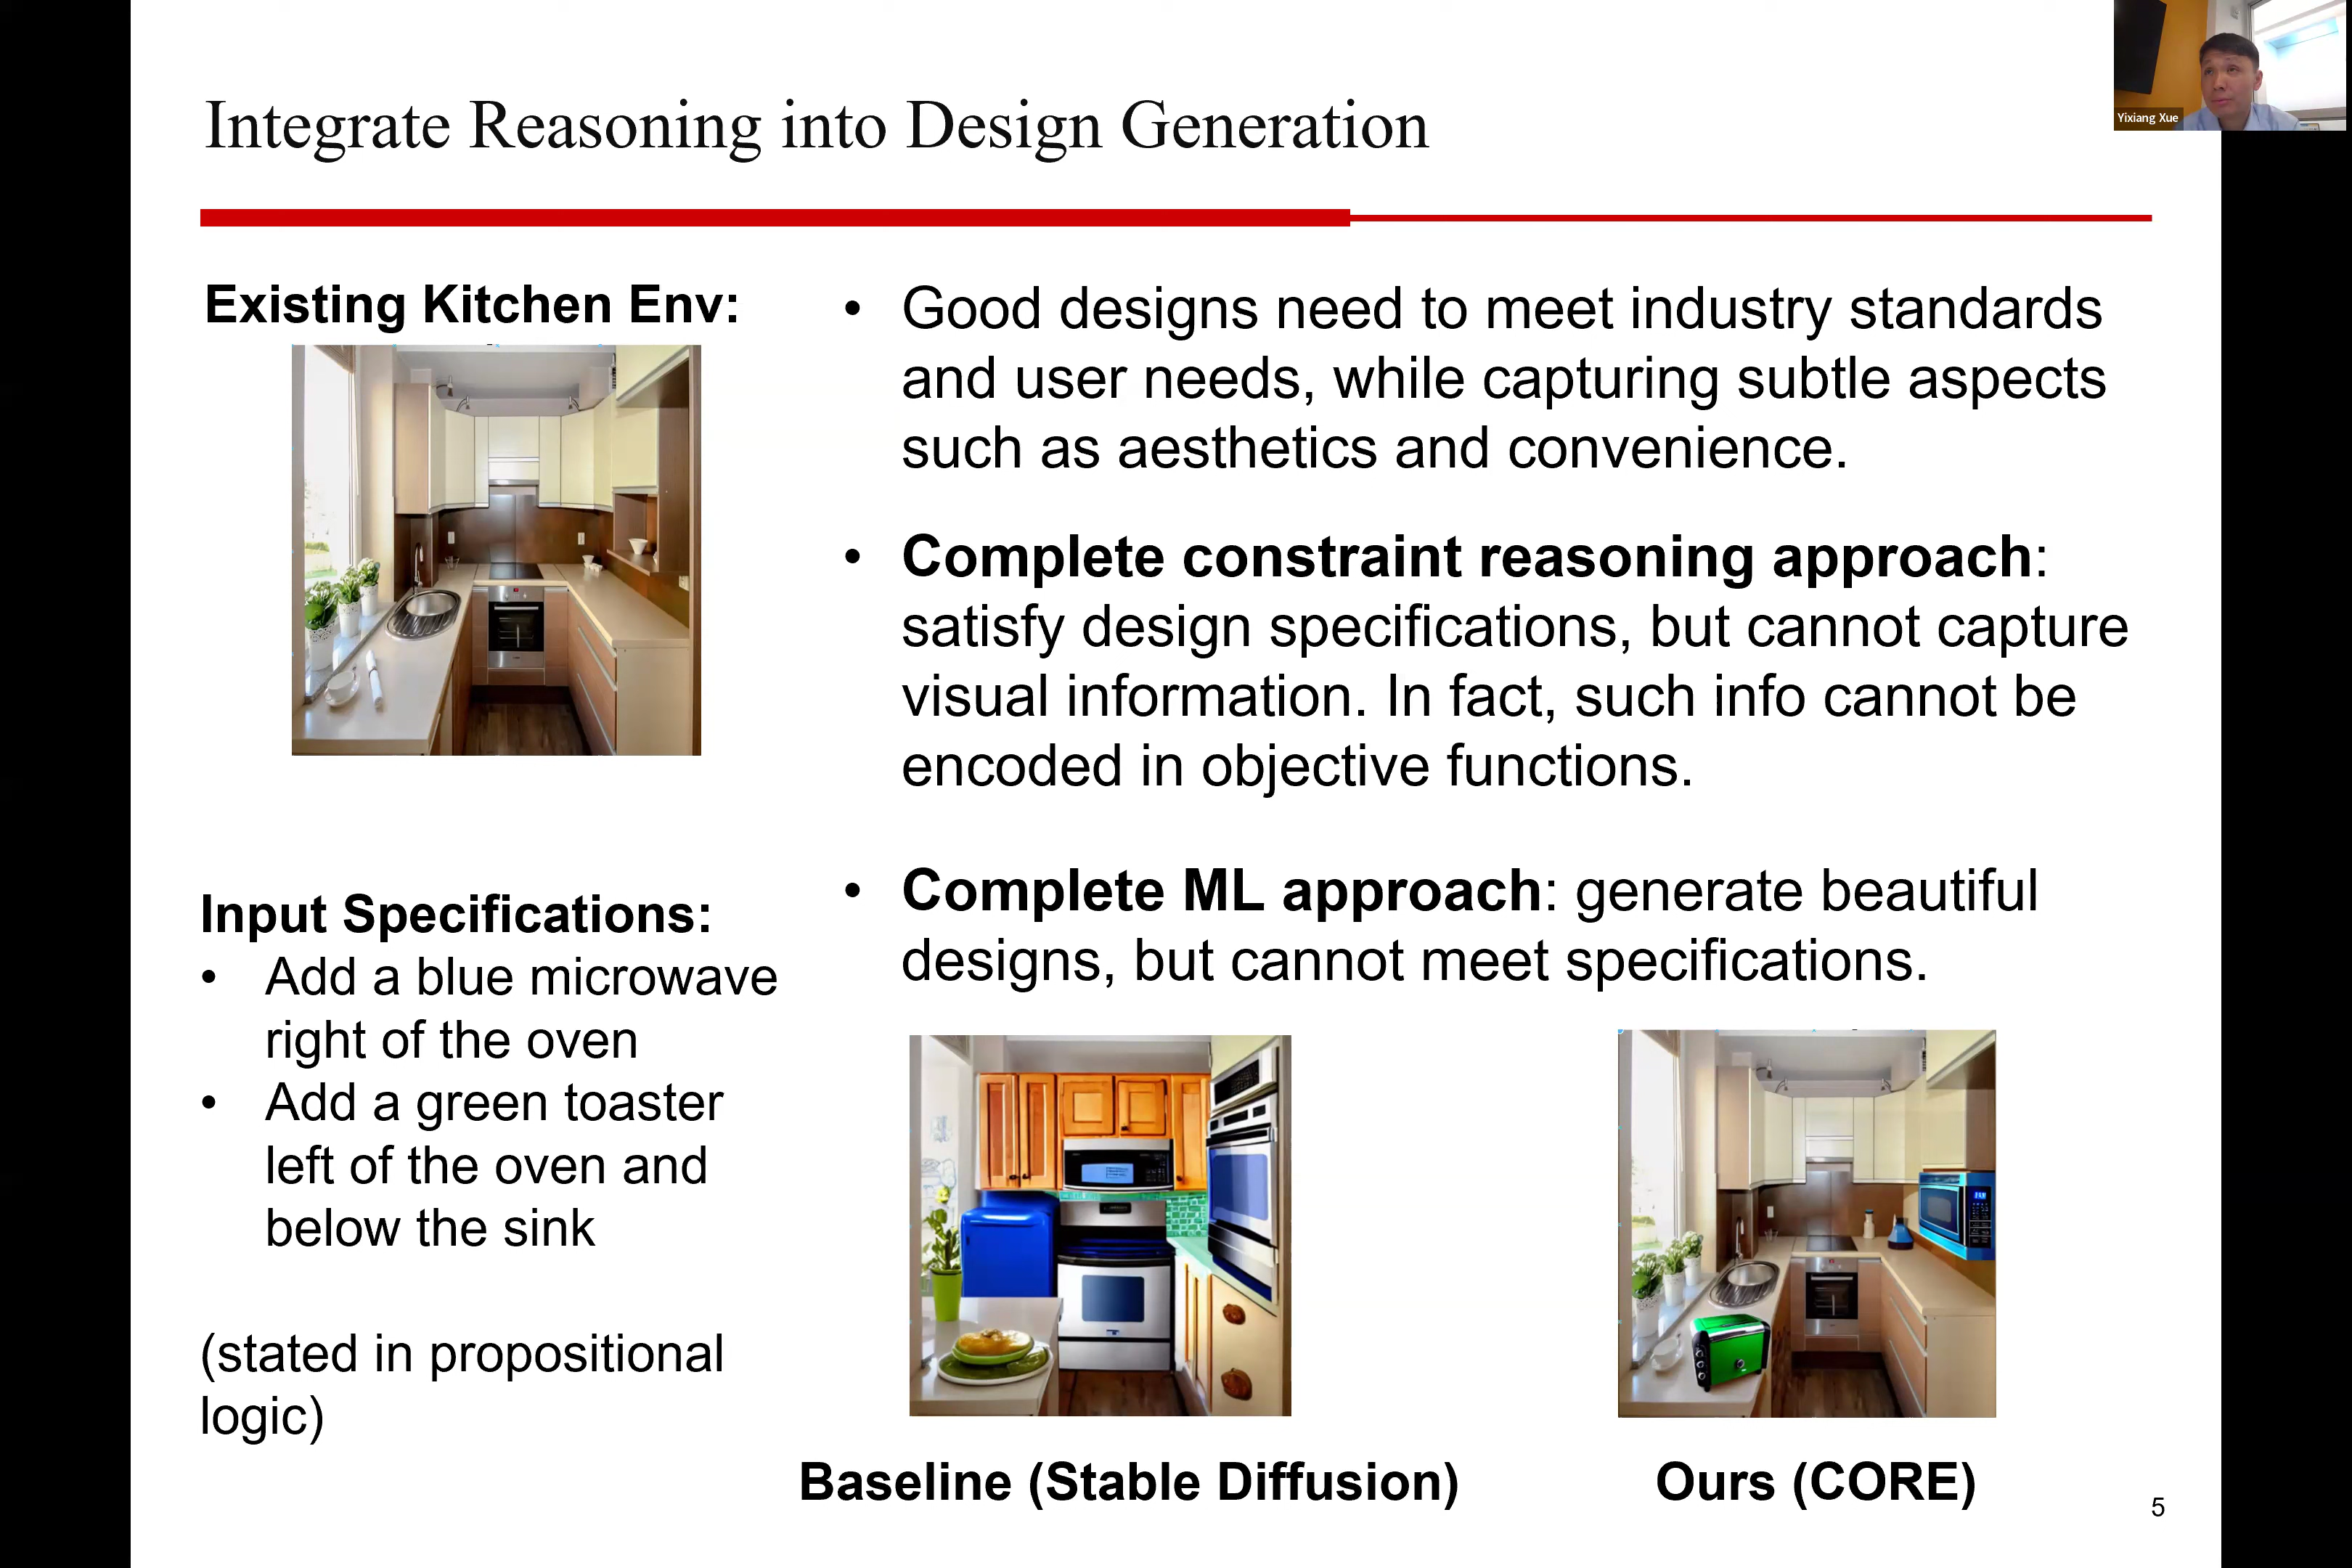 Integrate Reasoning into Design Generation
Yixiang Xue
Existing Kitchen Env:
Input Specifications:
• Add a blue microwave
right of the oven
• Add a green toaster
left of the oven and
below the sink
(stated in propositional
logic)
• Good designs need to meet industry standards
and user needs, while capturing subtle aspects
such as aesthetics and convenience.
• Complete constraint reasoning approach:
satisfy design specifications, but cannot capture
visual information. In fact, such info cannot be
encoded in objective functions.
• Complete ML approach: generate beautiful
designs, but cannot meet specifications.
Baseline (Stable Diffusion)
Ours (CORE)
5